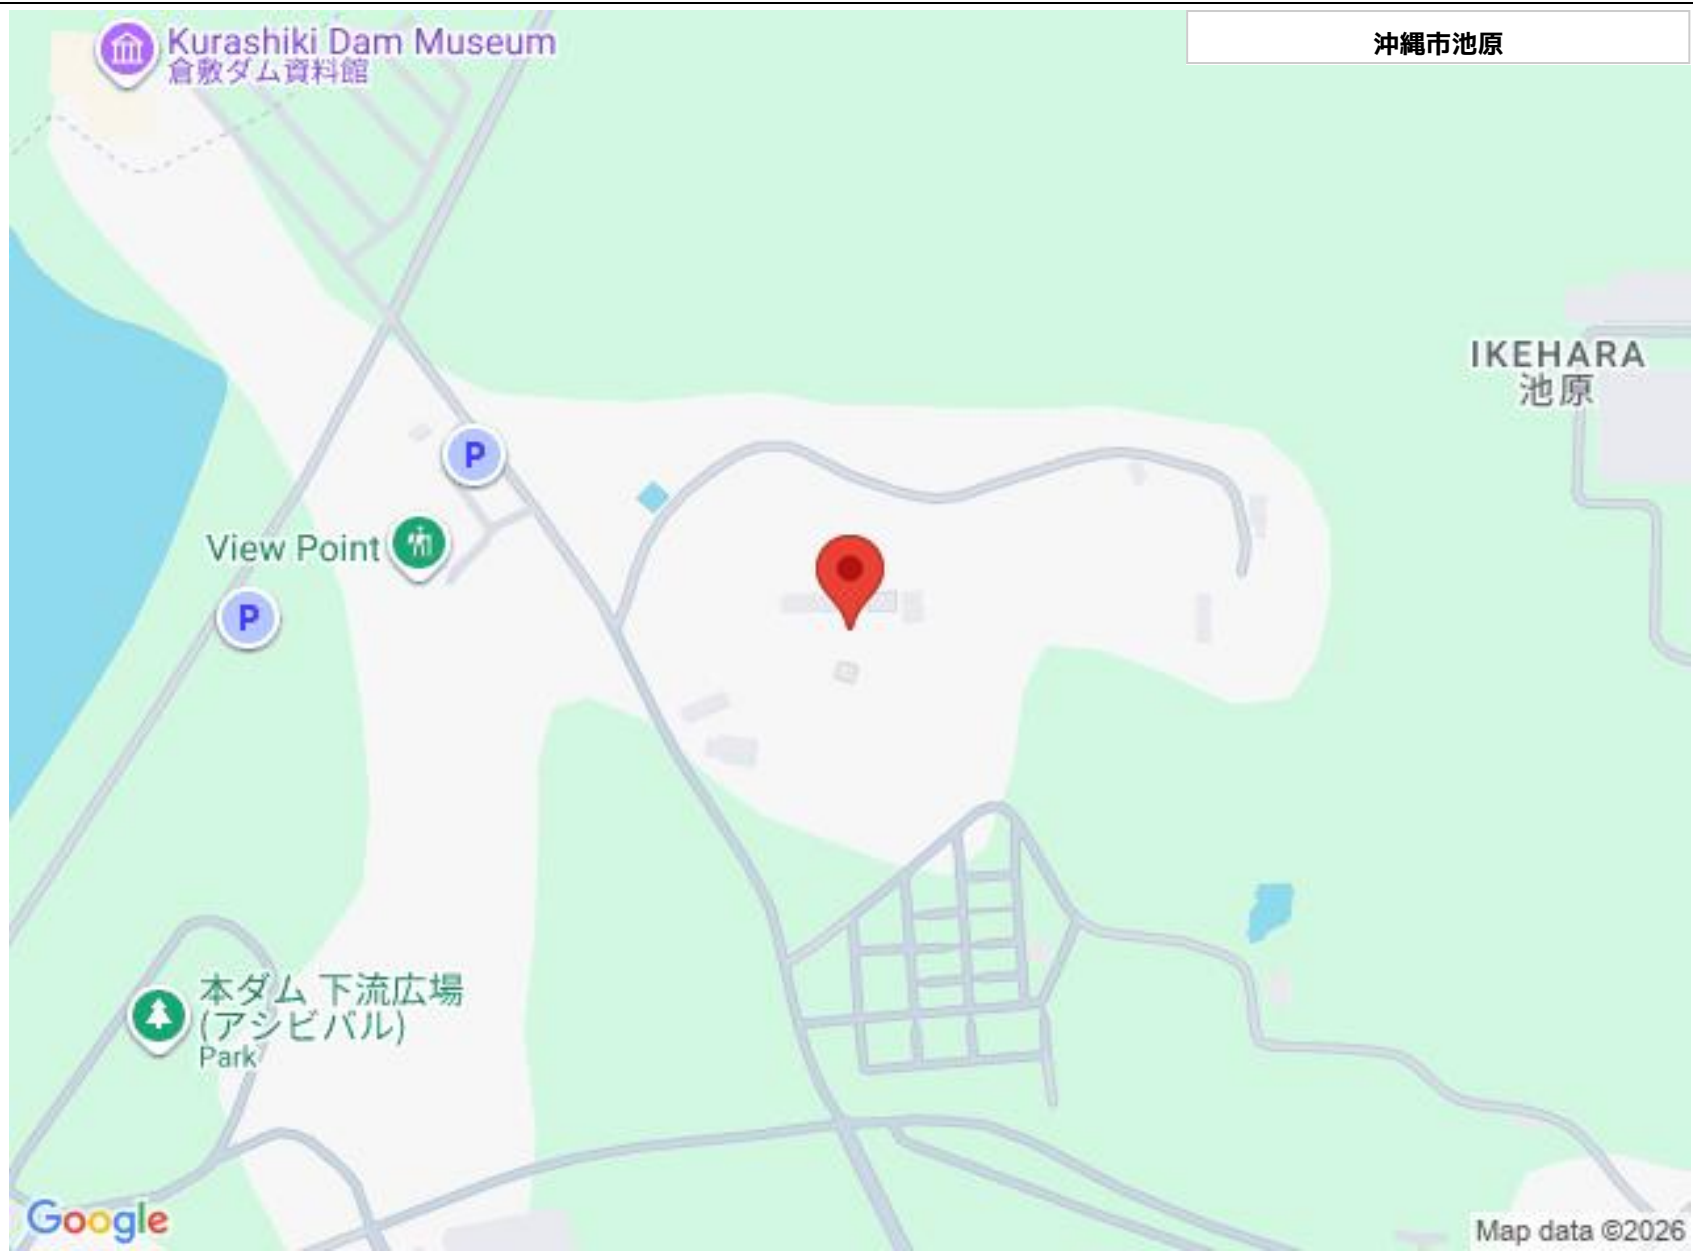 沖縄市池原
Kurashiki Dam Museum
倉敷ダム資料館
IKEHARA
池原
P
View Point
P
本ダム 下流広場
(アシビバル)
Park
Google
Map data ©2026